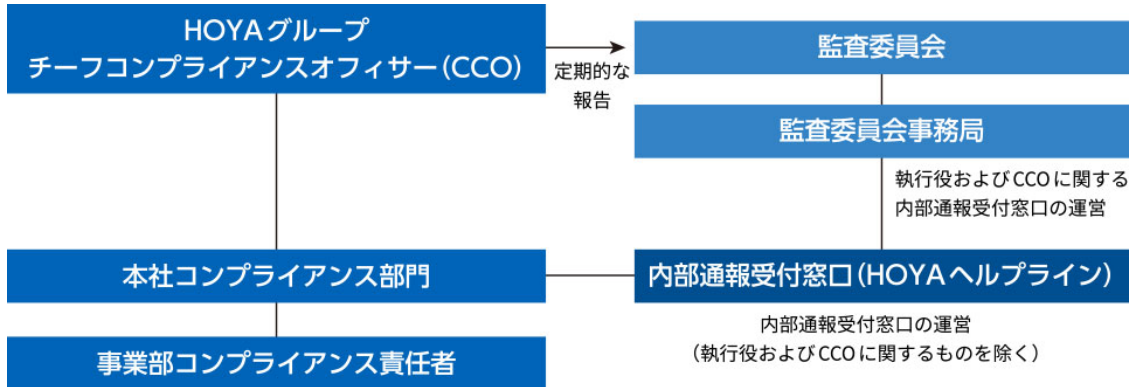 HOYAグループ
チーフコンプライアンスオフィサー(CCO)
定期的な
報告
監査委員会
監査委員会事務局
執行役およびCCOに関する
内部通報受付窓口の運営
本社コンプライアンス部門
内部通報受付窓口(HOYAヘルプライン)
内部通報受付窓口の運営
(執行役およびCCOに関するものを除く)
事業部コンプライアンス責任者